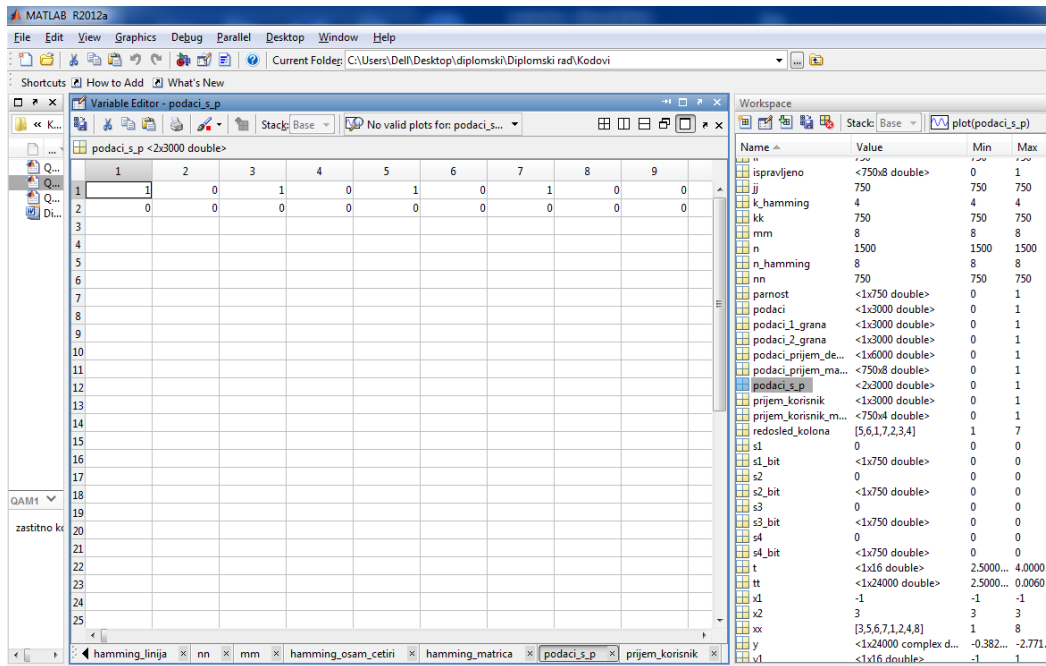 MATLAB R2012a
File Edit View Graphics Debug Parallel Desktop Window Help
Current Folder: C:\Users\Dell\Desktop\diplomski\Diplomski rad\Kodovi
Shortcuts How to Add What's New
Variable Editor - podaci_s_p
Workspace
« K...
Stack: Base No valid plots for: podaci_s...
Stack: Base plot(podaci_s_p)
podaci_s_p <2x3000 double>
Name Value Min Max
1 2 3 4 5 6 7 8 9
1 1 0 1 0 1 0 1 0 0
2 0 0 0 0 0 0 0 0 0
3
4
5
6
7
8
9
10
11
12
13
14
15
16
17
18
19
20
21
22
23
24
25
...
Q...
Q...
Q...
Di...
QAM1
zastitno
ispravljeno <750x8 double> 0 1
jj 750 750 750
k_hamming 4 4 4
kk 750 750 750
mm 8 8 8
n 1500 1500 1500
n_hamming 8 8 8
nn 750 750 750
parnost <1x750 double> 0 1
podaci <1x3000 double> 0 1
podaci_1_grana <1x3000 double> 0 1
podaci_2_grana <1x3000 double> 0 1
podaci_prijem_de... <1x6000 double> 0 1
podaci_prijem_ma... <750x8 double> 0 1
podaci_s_p <2x3000 double> 0 1
prijem_korisnik <1x3000 double> 0 1
prijem_korisnik_m... <750x4 double> 0 1
redosled_kolona [5,6,1,7,2,3,4] 1 7
s1 0 0 0
s1_bit <1x750 double> 0 0
s2 0 0 0
s2_bit <1x750 double> 0 0
s3 0 0 0
s3_bit <1x750 double> 0 0
s4 0 0 0
s4_bit <1x750 double> 0 0
t <1x16 double> 2.5000... 4.0000
tt <1x24000 double> 2.5000... 0.0060
x1 -1 -1 -1
x2 3 3 3
xx [3,5,6,7,1,2,4,8] 1 8
y <1x24000 complex d... -0.382... -2.771.
y1 <1x16 double> -1 1
hamming_linija nn mm hamming_osam_cetiri hamming_matrica podaci_s_p prijem_korisnik